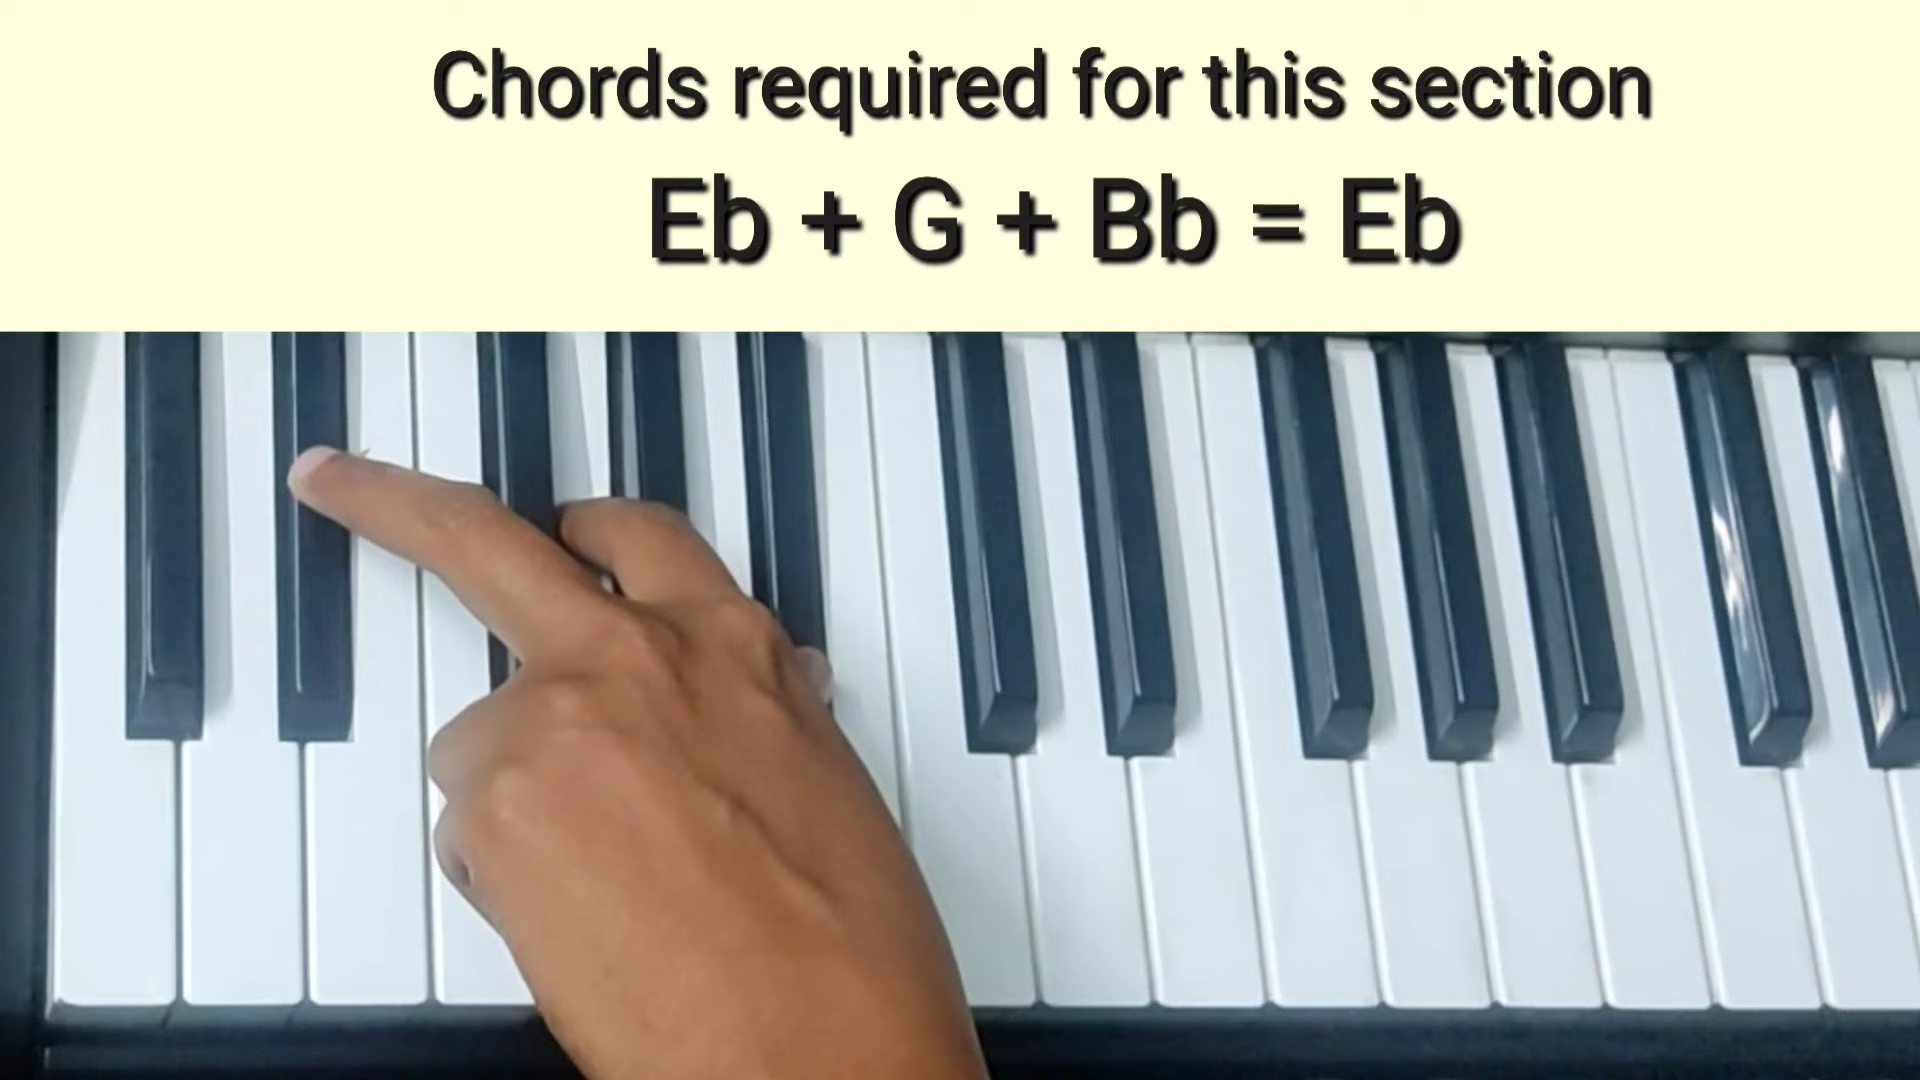 Chords required for this section
Eb + G + Bb = Eb